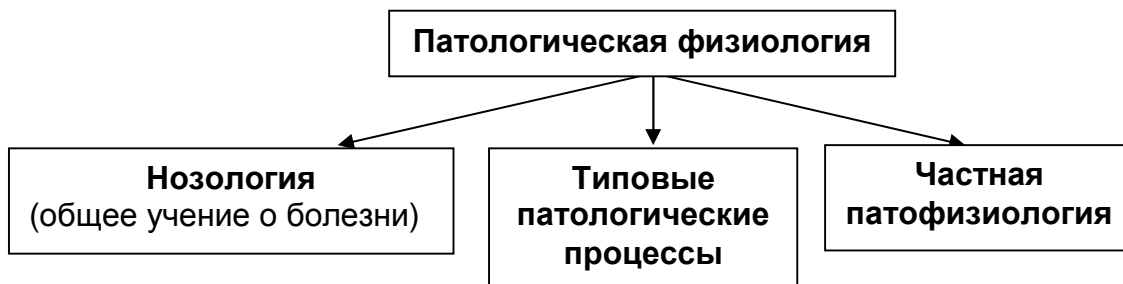 Патологическая физиология
Нозология
(общее учение о болезни)
Типовые
патологические
процессы
Частная
патофизиология